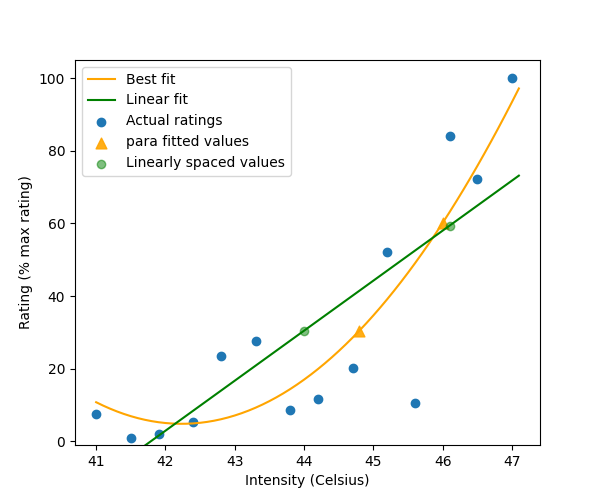 Best fit
Linear fit
Actual ratings
para fitted values
Linearly spaced values
100
80
60
40
20
0
Rating (% max rating)
41 42 43 44 45 46 47
Intensity (Celsius)